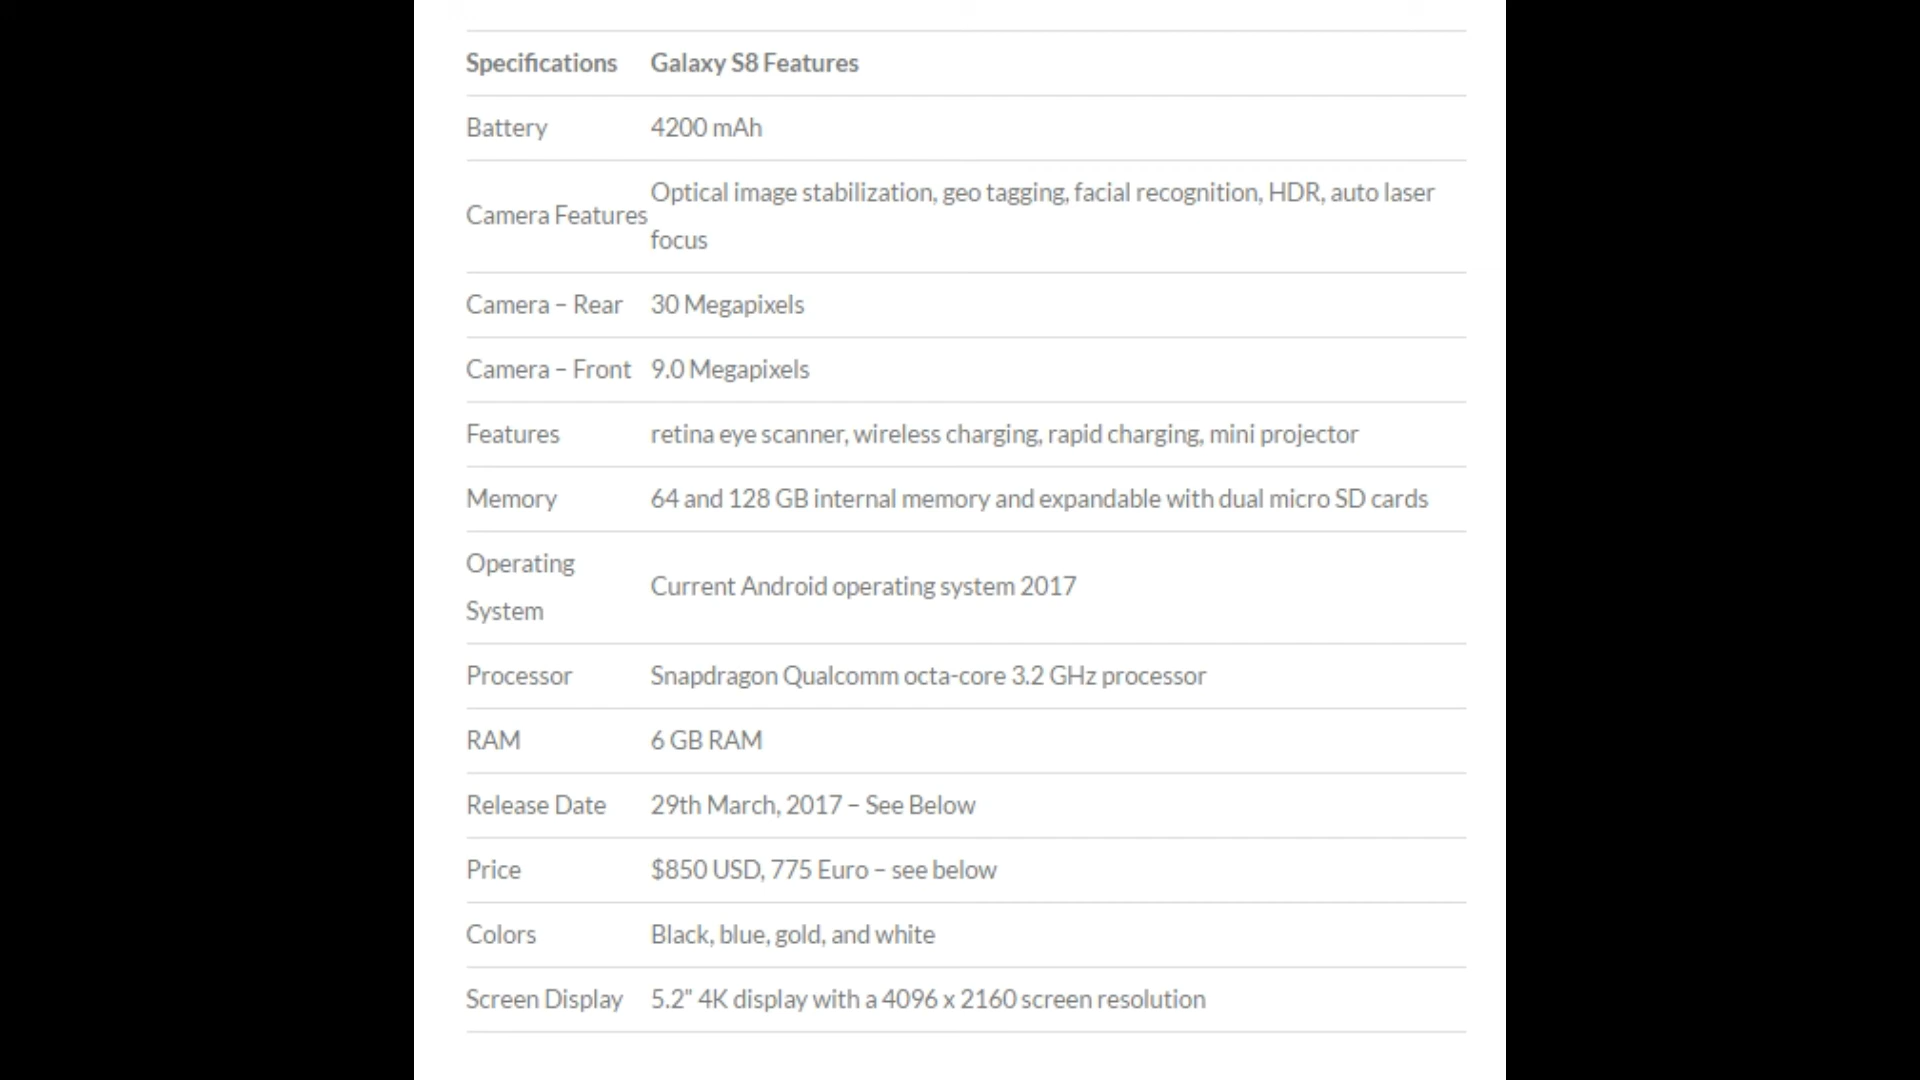 Specifications Galaxy S8 Features
Battery 4200 mAh
Camera Features Optical image stabilization, geo tagging, facial recognition, HDR, auto laser
focus
Camera – Rear 30 Megapixels
Camera – Front 9.0 Megapixels
Features retina eye scanner, wireless charging, rapid charging, mini projector
Memory 64 and 128 GB internal memory and expandable with dual micro SD cards
Operating
System
Current Android operating system 2017
Processor Snapdragon Qualcomm octa-core 3.2 GHz processor
RAM 6 GB RAM
Release Date 29th March, 2017 – See Below
Price $850 USD, 775 Euro – see below
Colors Black, blue, gold, and white
Screen Display 5.2" 4K display with a 4096 x 2160 screen resolution